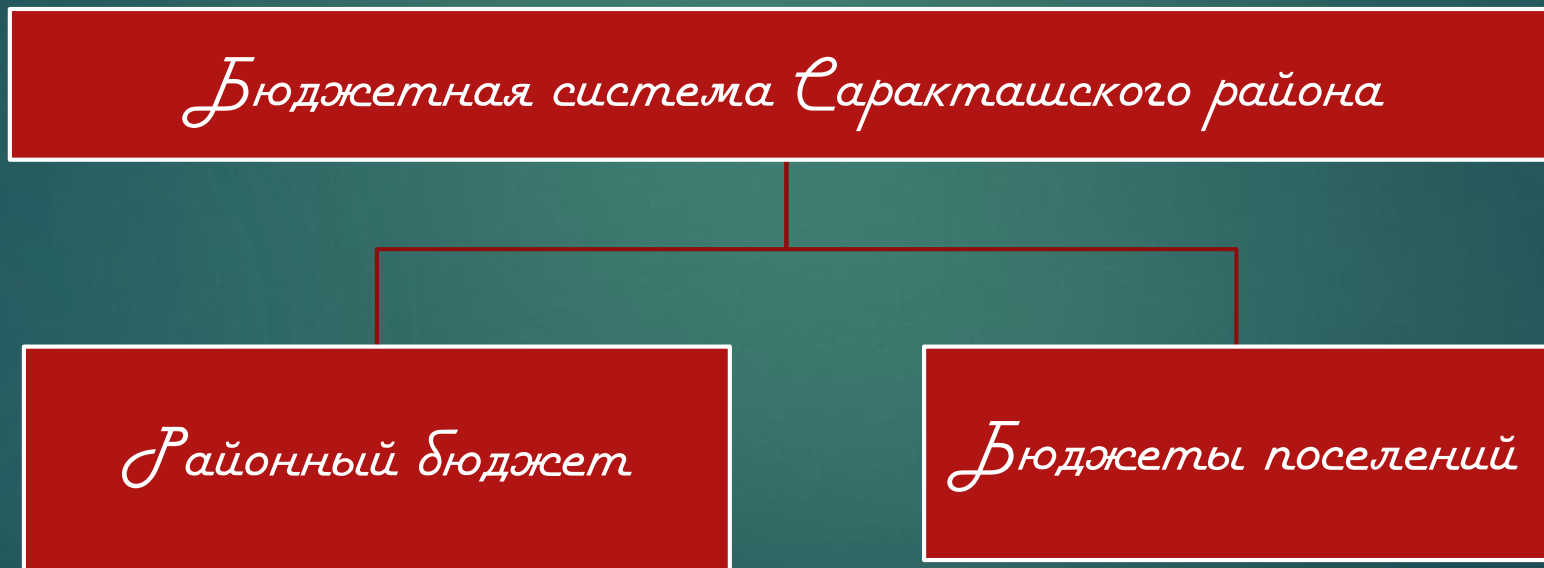 Бюджетная система Саракташского района
Районный бюджет
Бюджеты поселений